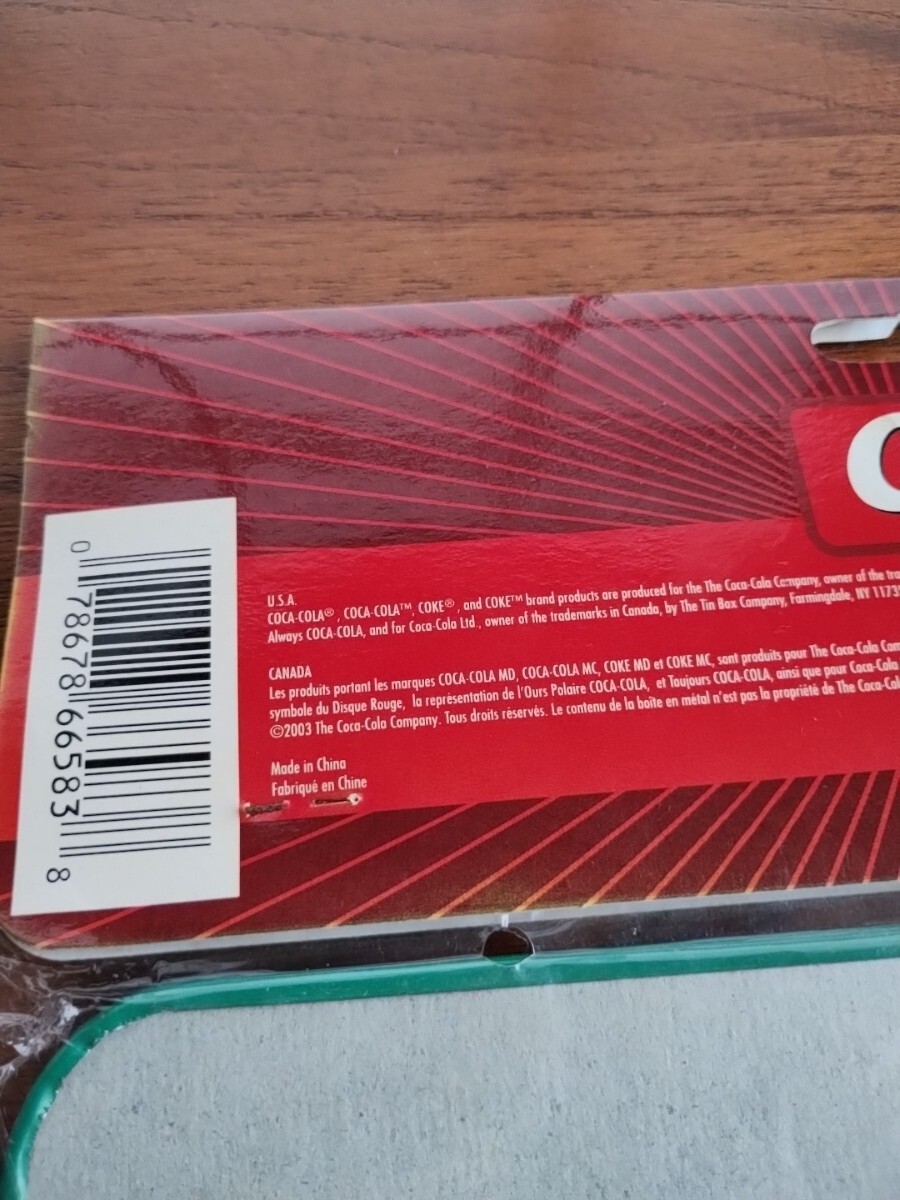 C
0 78678 66583 8
U.S.A.
COCA-COLA®, COCA-COLA™, COKE®, and COKE™ brand products are produced for the The Coca-Cola Company, owner of the tra
Always COCA-COLA, and for Coca-Cola Ltd., owner of the trademarks in Canada, by The Tin Box Company, Farmingdale, NY 11735
CANADA
Les produits portant les marques COCA-COLA MD, COCA-COLA MC, COKE MD et COKE MC, sont produits pour The Coca-Cola Com
symbole du Disque Rouge, la représentation de l'Ours Polaire COCA-COLA, et Toujours COCA-COLA, ainsi que pour Coca-Cola
©2003 The Coca-Cola Company. Tous droits réservés. Le contenu de la boîte en métal n'est pas la propriété de The Coca-Col
Made in China
Fabriqué en Chine